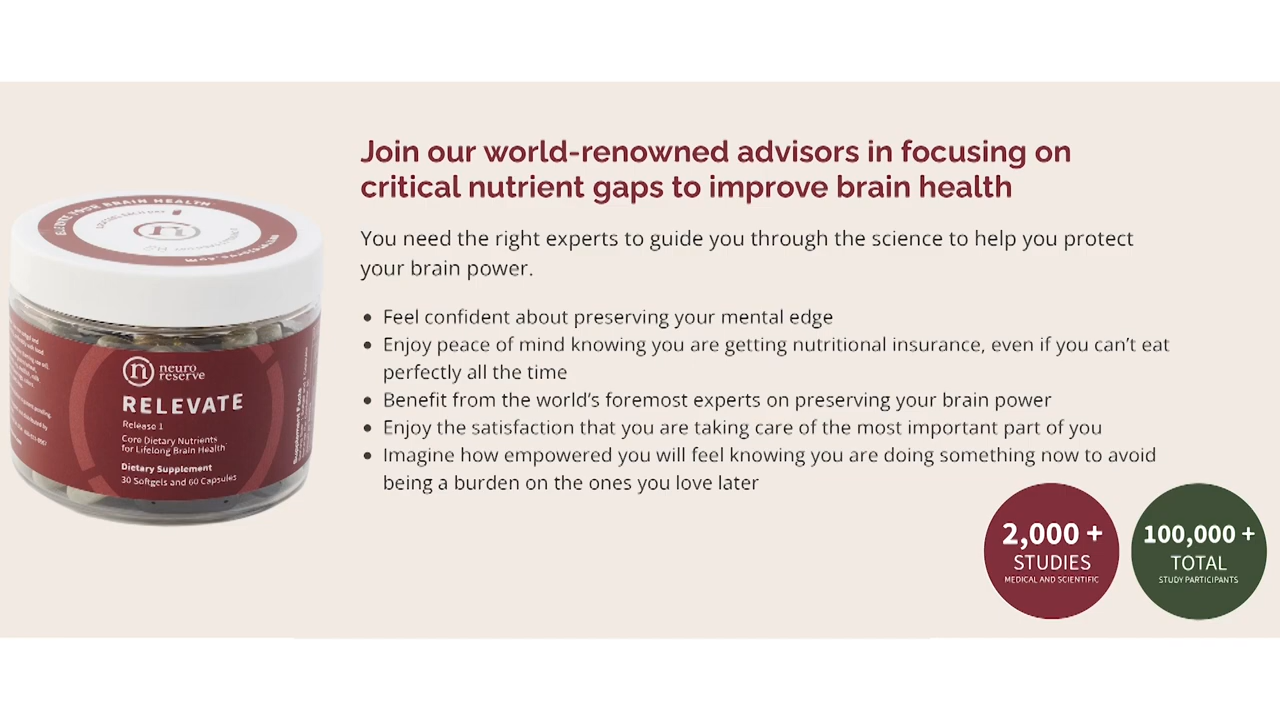 Join our world-renowned advisors in focusing on
critical nutrient gaps to improve brain health
You need the right experts to guide you through the science to help you protect
your brain power.
• Feel confident about preserving your mental edge
• Enjoy peace of mind knowing you are getting nutritional insurance, even if you can't eat
perfectly all the time
• Benefit from the world's foremost experts on preserving your brain power
• Enjoy the satisfaction that you are taking care of the most important part of you
• Imagine how empowered you will feel knowing you are doing something now to avoid
being a burden on the ones you love later
YOUR BRAIN HEALTH
n
neuro
reserve
RELEVATE
Release 1
Core Dietary Nutrients
for Lifelong Brain Health
Dietary Supplement
30 Softgels and 60 Capsules
Supplement Facts
2,000 +
STUDIES
MEDICAL AND SCIENTIFIC
100,000 +
TOTAL
STUDY PARTICIPANTS